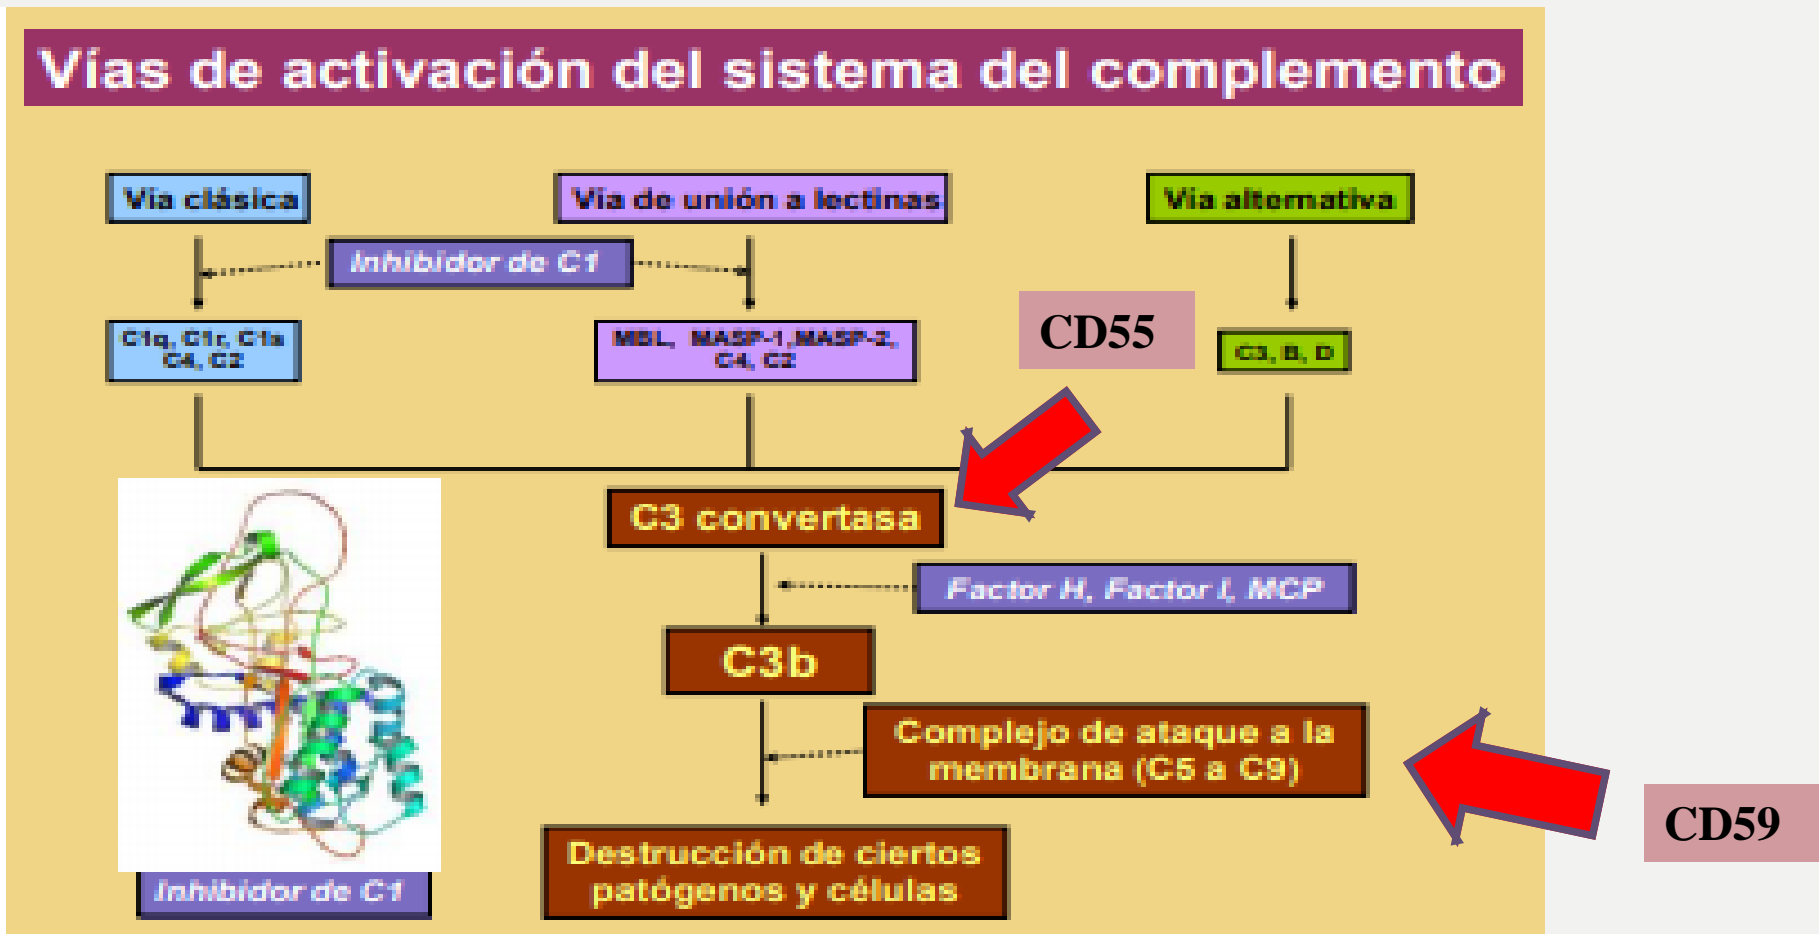 Vías de activación del sistema del complemento
Vía clásica
Vía de unión a lectinas
Vía alternativa
Inhibidor de C1
C1q, C1r, C1s
C4, C2
MBL, MASP-1,MASP-2,
C4, C2
CD55
C3, B, D
C3 convertasa
Factor H, Factor I, MCP
C3b
Complejo de ataque a la
membrana (C5 a C9)
CD59
Destrucción de ciertos
patógenos y células
Inhibidor de C1